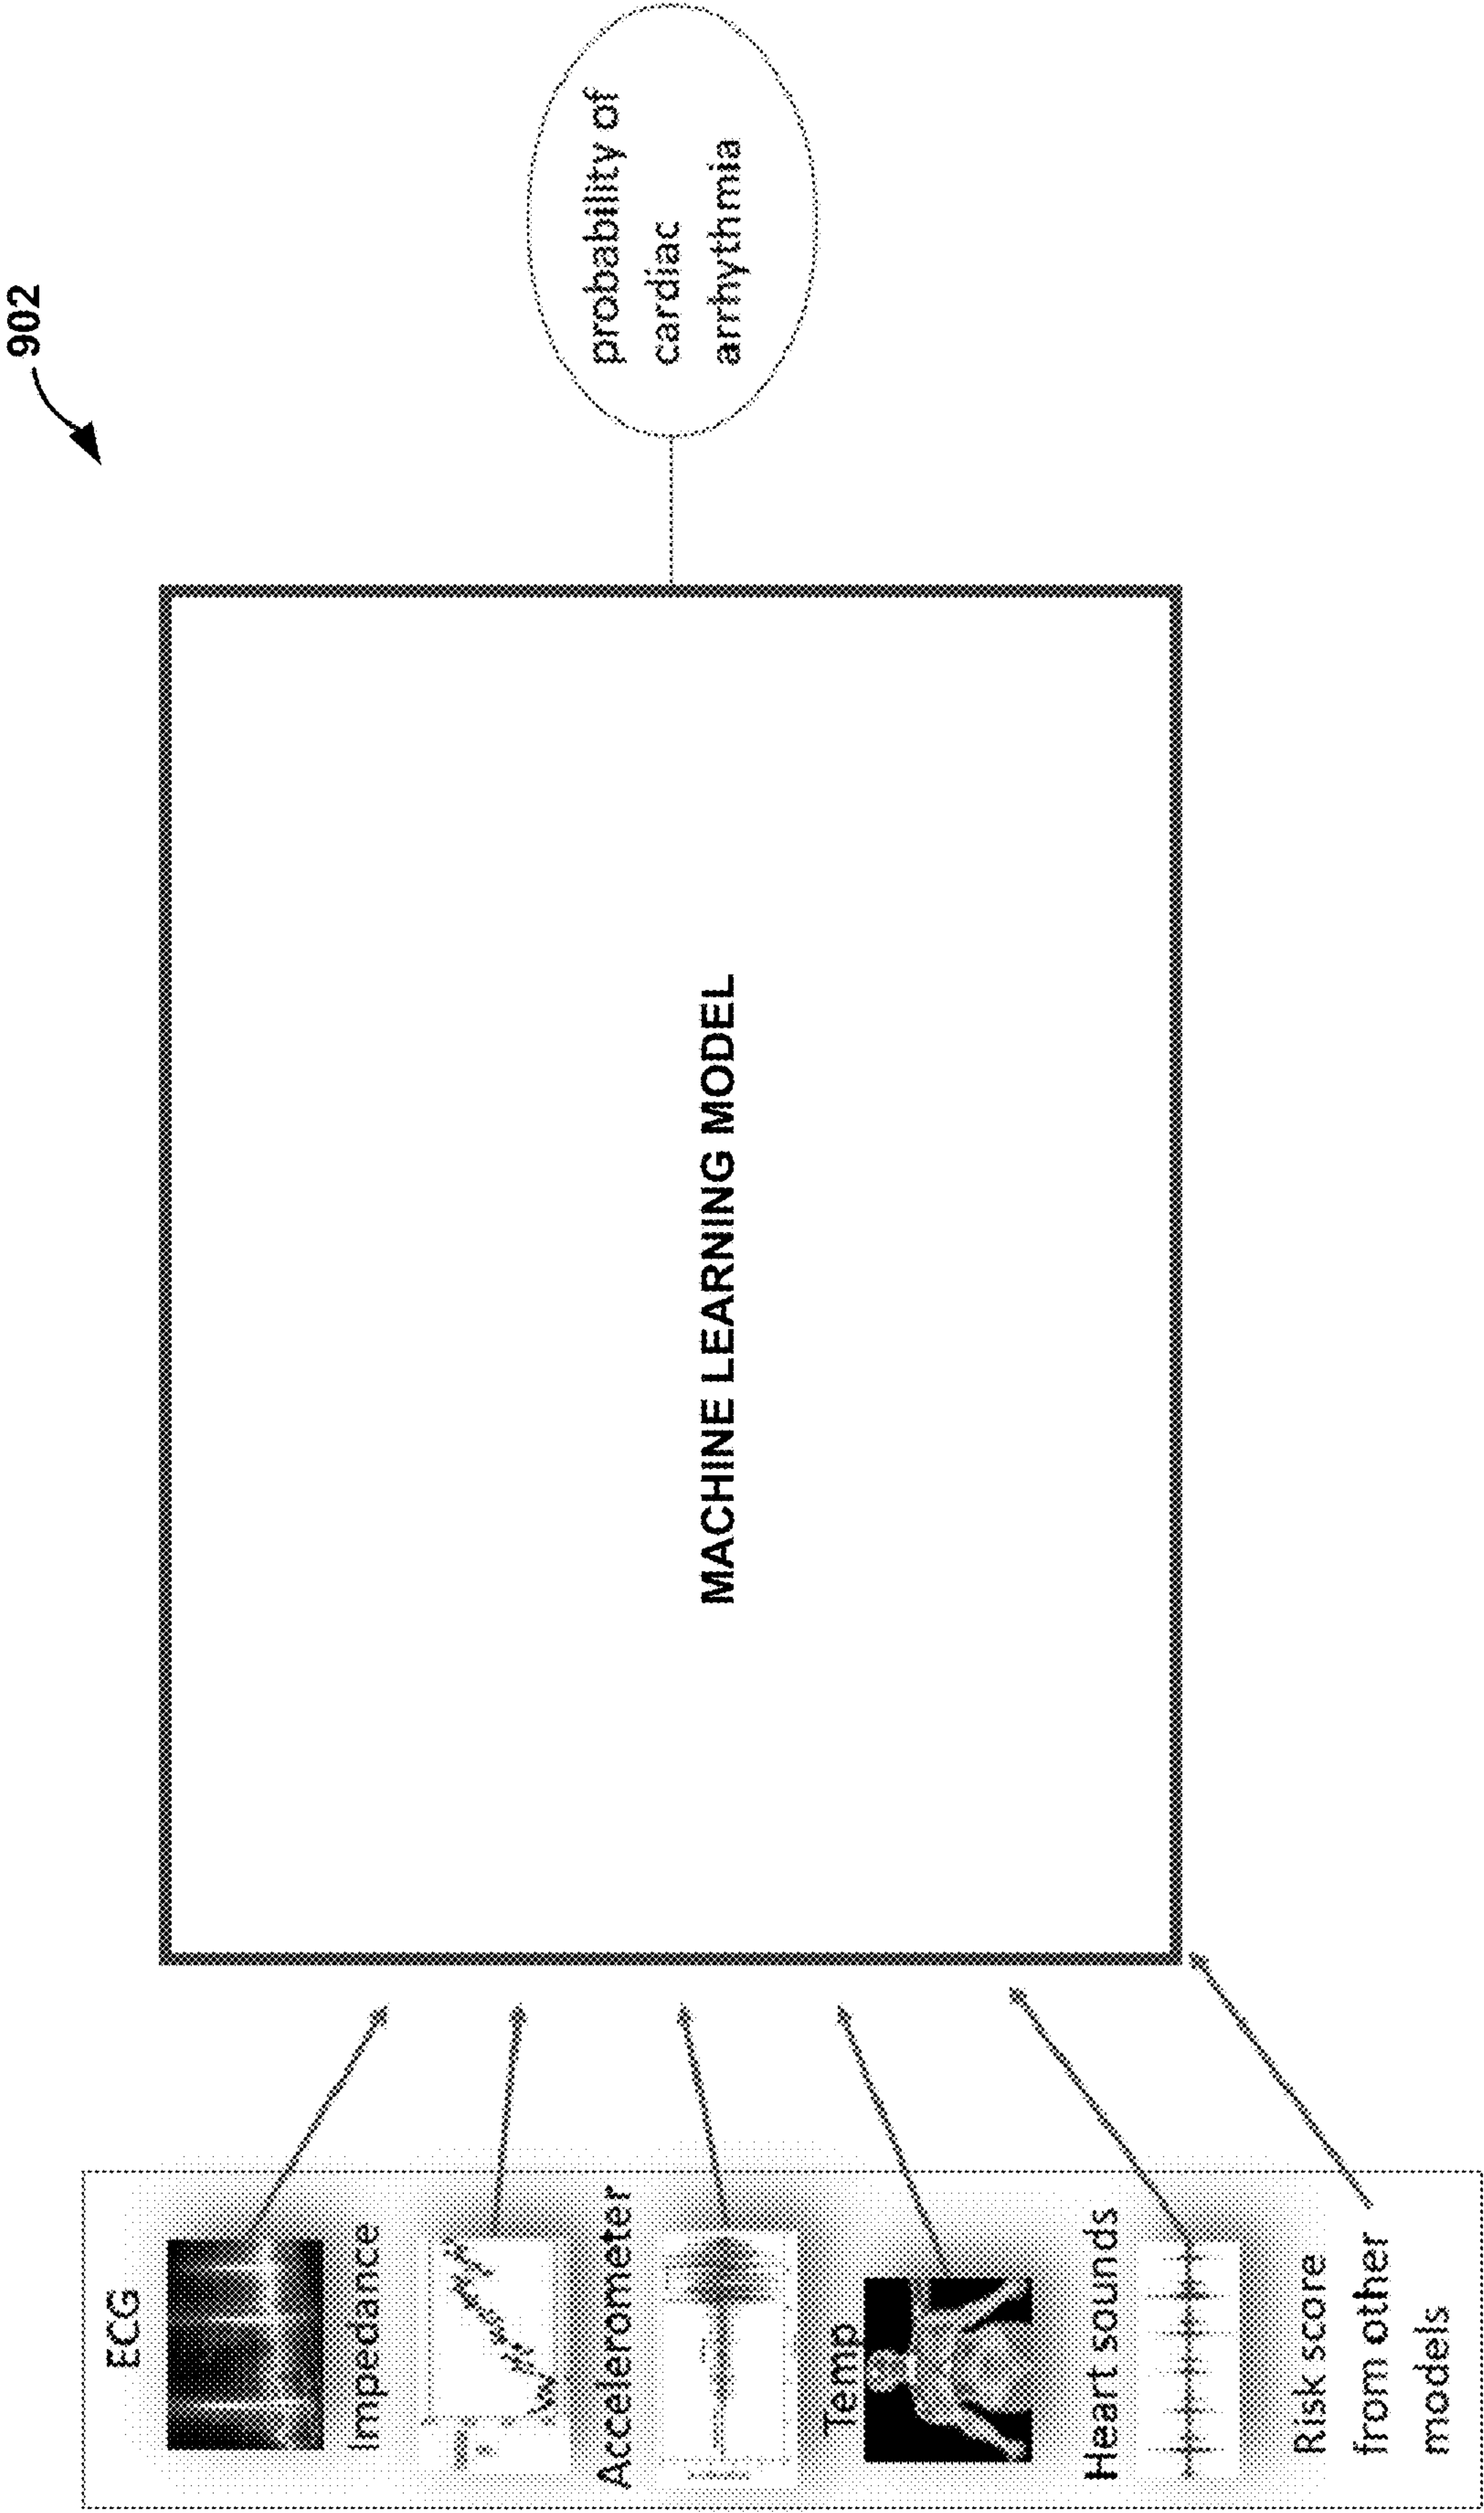 902
ECG
Impedance
Accelerometer
Temp
Heart sounds
Risk score
from other
models
MACHINE LEARNING MODEL
probability of
cardiac
arrhythmia